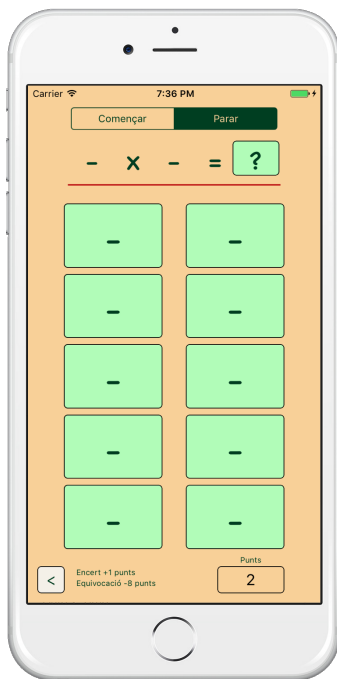 Carrier 7:36 PM
Començar Parar
- x - = ?
- -
- -
- -
- -
- -
Punts
< Encert +1 punts
Equivocació -8 punts
2